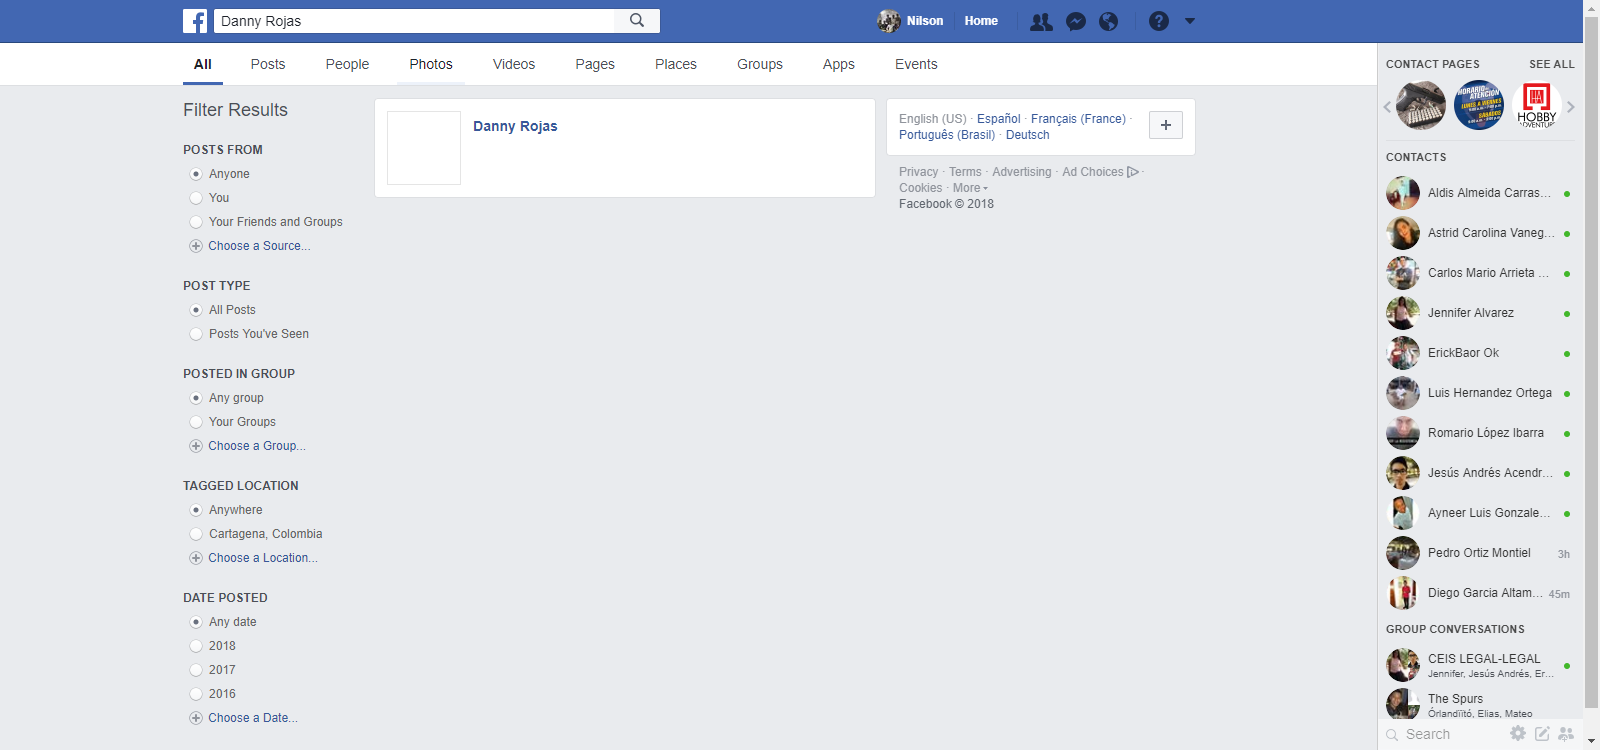 Danny Rojas
Nilson
Home
All
Posts
People
Photos
Videos
Pages
Places
Groups
Apps
Events
Filter Results
POSTS FROM
Anyone
You
Your Friends and Groups
Choose a Source...
POST TYPE
All Posts
Posts You've Seen
POSTED IN GROUP
Any group
Your Groups
Choose a Group...
TAGGED LOCATION
Anywhere
Cartagena, Colombia
Choose a Location...
DATE POSTED
Any date
2018
2017
2016
Choose a Date...
Danny Rojas
English (US) · Español · Français (France) ·
Português (Brasil) · Deutsch
Privacy · Terms · Advertising · Ad Choices ·
Cookies · More
Facebook © 2018
CONTACT PAGES
SEE ALL
HORARIO DE
ATENCIÓN
LUNES A VIERNES
SÁBADOS
HOBBY
ADVENTURE
CONTACTS
Aldis Almeida Carras...
Astrid Carolina Vaneg...
Carlos Mario Arrieta ...
Jennifer Alvarez
ErickBaor Ok
Luis Hernandez Ortega
Romario López Ibarra
Jesús Andrés Acendr...
Ayneer Luis Gonzale...
Pedro Ortiz Montiel 3h
Diego Garcia Altam... 45m
GROUP CONVERSATIONS
CEIS LEGAL-LEGAL
Jennifer, Jesús Andrés, Er...
The Spurs
Órlandïïtó, Elias, Mateo
Search